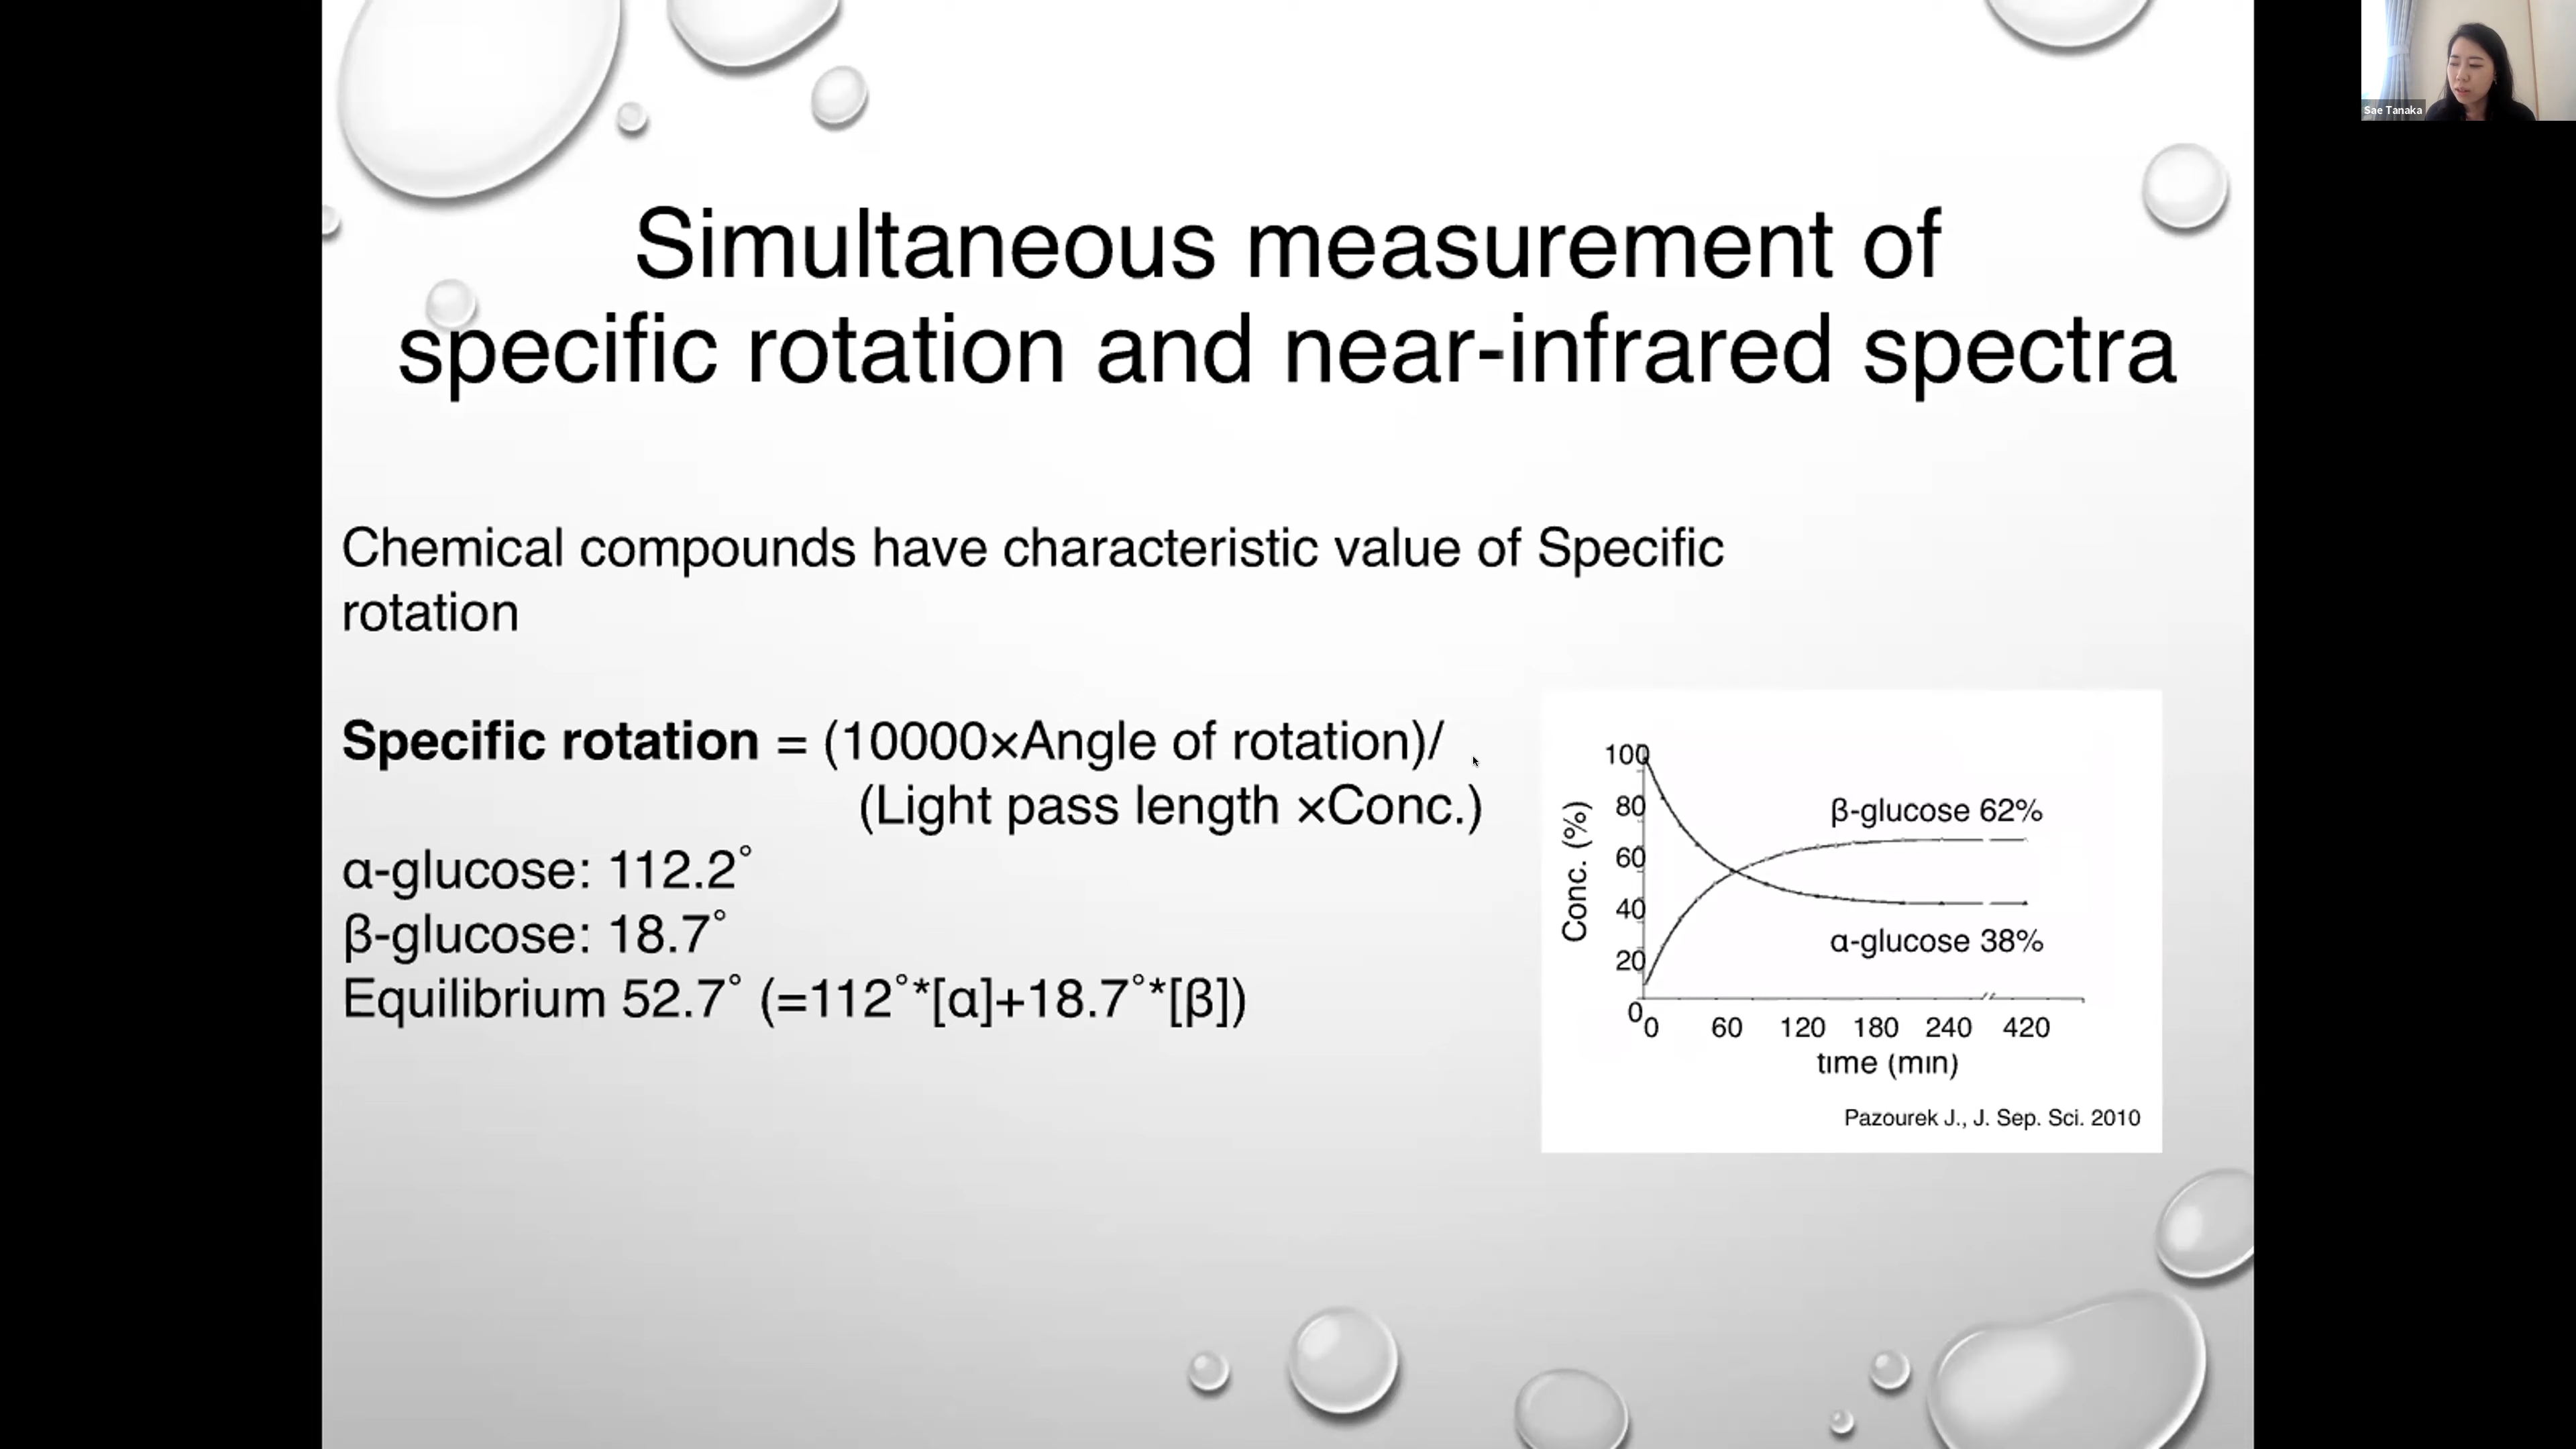 Sae Tanaka
Simultaneous measurement of
specific rotation and near-infrared spectra
Chemical compounds have characteristic value of Specific
rotation
Specific rotation = (10000×Angle of rotation)/
(Light pass length ×Conc.)
α-glucose: 112.2°
β-glucose: 18.7°
Equilibrium 52.7° (=112°*[α]+18.7°*[β])
100
80
60
40
20
0
Conc. (%)
β-glucose 62%
α-glucose 38%
0 60 120 180 240 420
time (min)
Pazourek J., J. Sep. Sci. 2010